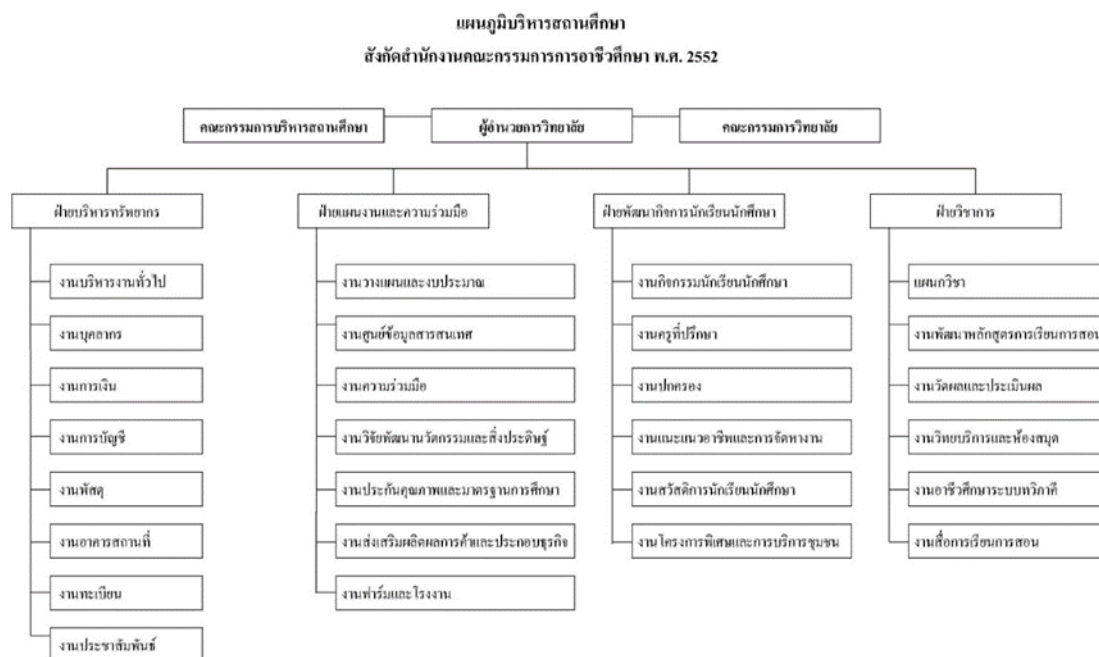 แผนภูมิบริหารสถานศึกษา
สังกัดสำนักงานคณะกรรมการการอาชีวศึกษา พ.ศ. 2552
คณะกรรมการบริหารสถานศึกษา
ผู้อำนวยการวิทยาลัย
คณะกรรมการวิทยาลัย
ฝ่ายบริหารทรัพยากร
งานบริหารงานทั่วไป
งานบุคลากร
งานการเงิน
งานการบัญชี
งานพัสดุ
งานอาคารสถานที่
งานทะเบียน
งานประชาสัมพันธ์
ฝ่ายแผนงานและความร่วมมือ
งานวางแผนและงบประมาณ
งานศูนย์ข้อมูลสารสนเทศ
งานความร่วมมือ
งานวิจัยพัฒนานวัตกรรมและสิ่งประดิษฐ์
งานประกันคุณภาพและมาตรฐานการศึกษา
งานส่งเสริมผลิตผลการค้าและประกอบธุรกิจ
งานฟาร์มและโรงงาน
ฝ่ายพัฒนากิจการนักเรียนนักศึกษา
งานกิจกรรมนักเรียนนักศึกษา
งานครูที่ปรึกษา
งานปกครอง
งานแนะแนวอาชีพและการจัดหางาน
งานสวัสดิการนักเรียนนักศึกษา
งานโครงการพิเศษและการบริการชุมชน
ฝ่ายวิชาการ
แผนกวิชา
งานพัฒนาหลักสูตรการเรียนการสอน
งานวัดผลและประเมินผล
งานวิทยบริการและห้องสมุด
งานอาชีวศึกษาระบบทวิภาคี
งานสื่อการเรียนการสอน